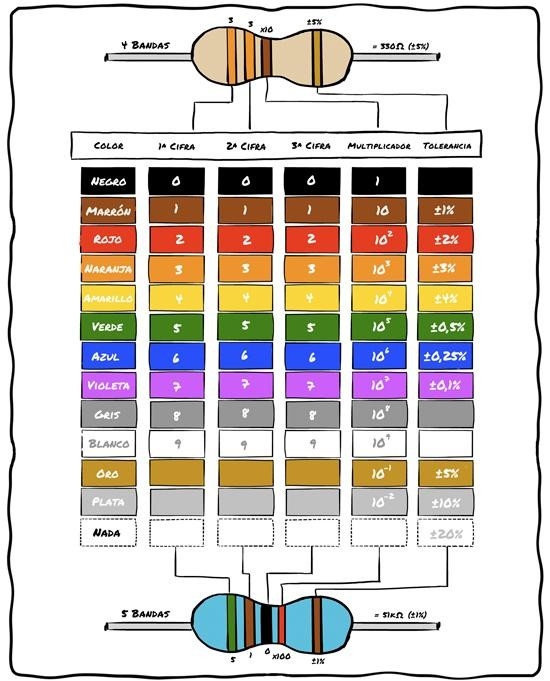 3 3 x10 ±5%
4 BANDAS = 330Ω (±5%)
COLOR 1ª CIFRA 2ª CIFRA 3ª CIFRA MULTIPLICADOR TOLERANCIA
NEGRO 0 0 0 1
MARRÓN 1 1 1 10 ±1%
ROJO 2 2 2 10² ±2%
NARANJA 3 3 3 10³ ±3%
AMARILLO 4 4 4 10⁴ ±4%
VERDE 5 5 5 10⁵ ±0,5%
AZUL 6 6 6 10⁶ ±0,25%
VIOLETA 7 7 7 10⁷ ±0,1%
GRIS 8 8 8 10⁸
BLANCO 9 9 9 10⁹
ORO 10⁻¹ ±5%
PLATA 10⁻² ±10%
NADA ±20%
5 BANDAS = 51KΩ (±1%)
5 1 0 x100 ±1%